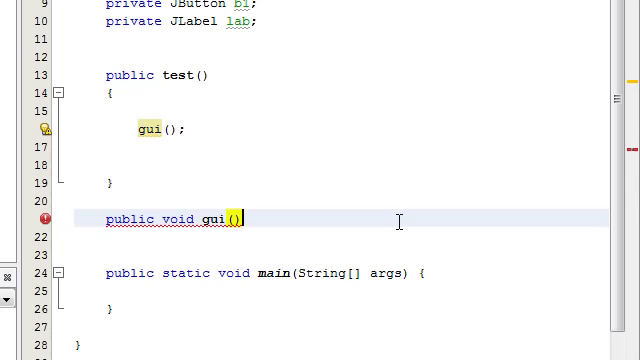 9 private JButton b1;
10 private JLabel lab;
11
12
13 public test()
14 {
15
gui();
17
18
19 }
20
public void gui()
22
23
24 public static void main(String[] args) {
25
26 }
27
28 }